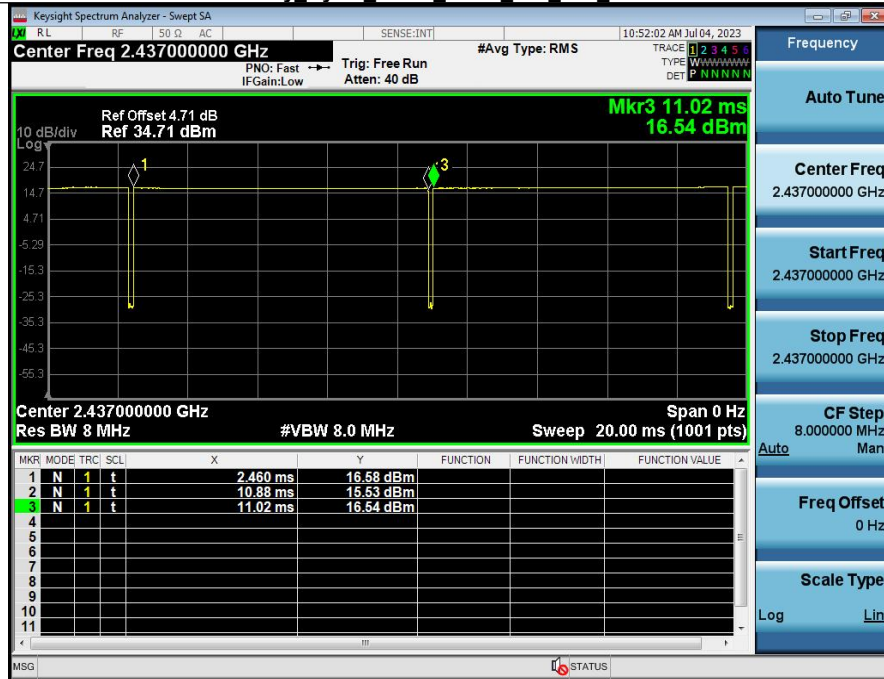 Keysight Spectrum Analyzer - Swept SA
RL RF 50 Ω AC SENSE:INT 10:52:02 AM Jul 04, 2023
Center Freq 2.437000000 GHz #Avg Type: RMS TRACE 1 2 3 4 5 6
PNO: Fast Trig: Free Run TYPE WWWWWW
IFGain:Low Atten: 40 dB DET P N N N N N
Frequency
Ref Offset 4.71 dB Mkr3 11.02 ms
10 dB/div Ref 34.71 dBm 16.54 dBm
Log
24.7
14.7
4.71
-5.29
-15.3
-25.3
-35.3
-45.3
-55.3
1
3
Center 2.437000000 GHz Span 0 Hz
Res BW 8 MHz #VBW 8.0 MHz Sweep 20.00 ms (1001 pts)
MKR MODE TRC SCL X Y FUNCTION FUNCTION WIDTH FUNCTION VALUE
1 N 1 t 2.460 ms 16.58 dBm
2 N 1 t 10.88 ms 15.53 dBm
3 N 1 t 11.02 ms 16.54 dBm
4
5
6
7
8
9
10
11
MSG STATUS
Auto Tune
Center Freq
2.437000000 GHz
Start Freq
2.437000000 GHz
Stop Freq
2.437000000 GHz
CF Step
8.000000 MHz
Auto Man
Freq Offset
0 Hz
Scale Type
Log Lin